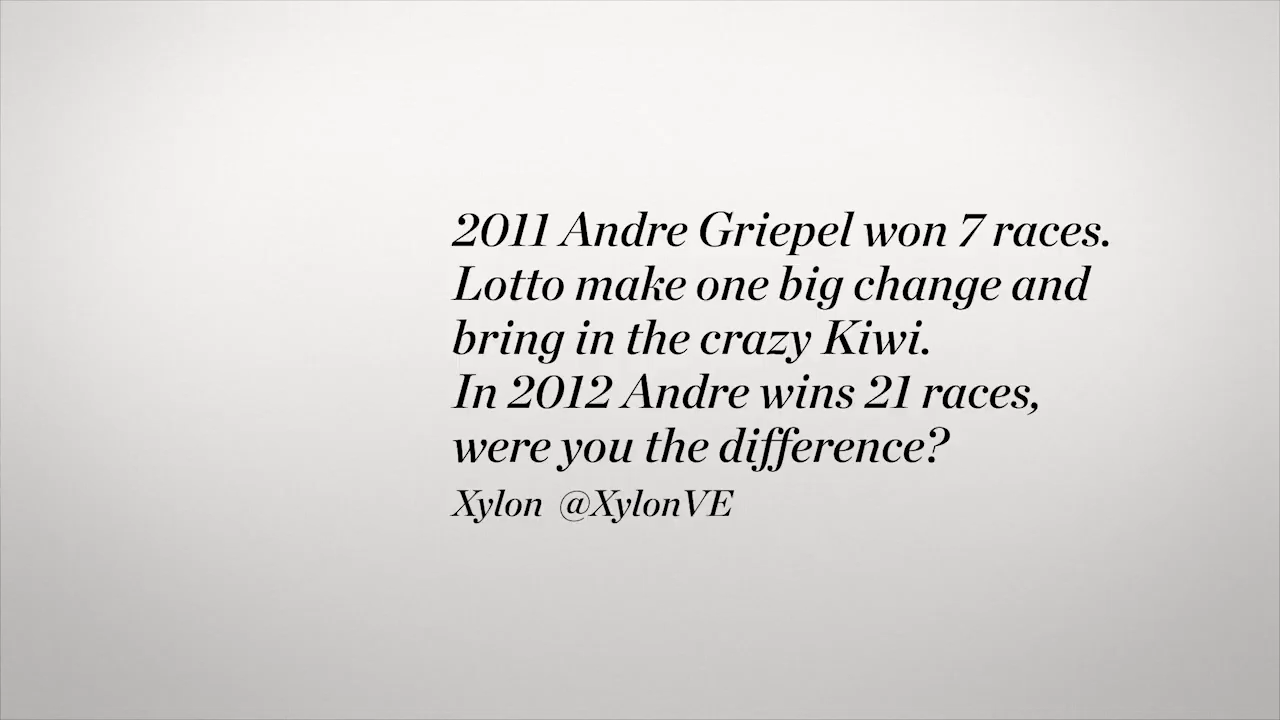 2011 Andre Griepel won 7 races.
Lotto make one big change and
bring in the crazy Kiwi.
In 2012 Andre wins 21 races,
were you the difference?
Xylon @XylonVE